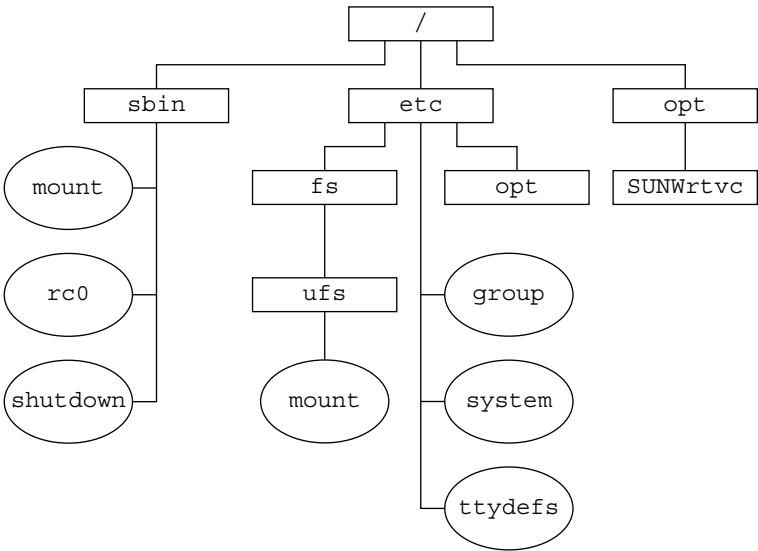 /
sbin
etc
opt
mount
fs
opt
SUNWrtvc
rc0
ufs
group
shutdown
mount
system
ttydefs